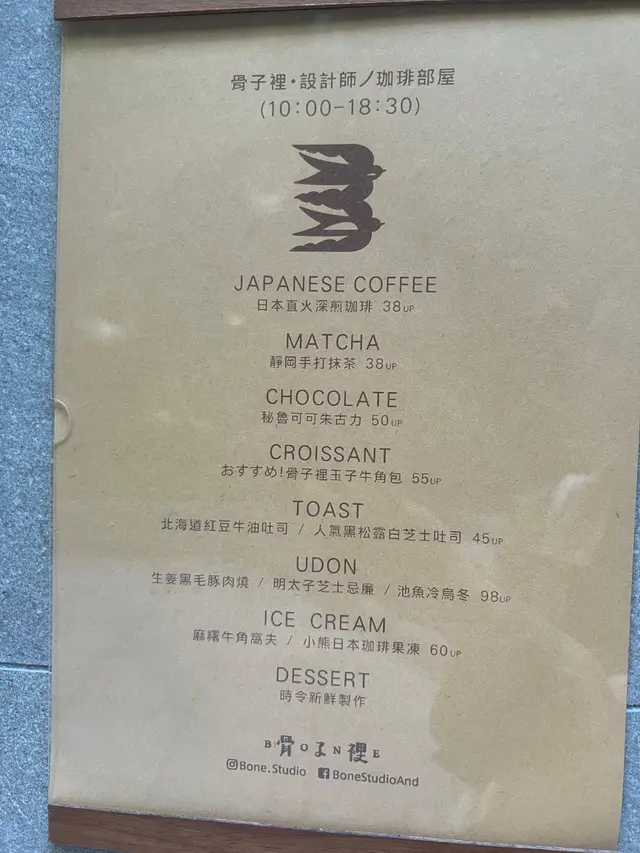 骨子裡・設計師ノ珈琲部屋
(10:00-18:30)
JAPANESE COFFEE
日本直火深煎珈琲 38UP
MATCHA
靜岡手打抹茶 38UP
CHOCOLATE
秘魯可可朱古力 50UP
CROISSANT
おすすめ!骨子裡玉子牛角包 55UP
TOAST
北海道紅豆牛油吐司 / 人氣黑松露白芝士吐司 45UP
UDON
生姜黑毛豚肉燒 / 明太子芝士忌廉 / 池魚冷烏冬 98UP
ICE CREAM
麻糬牛角窩夫 / 小熊日本珈琲果凍 60UP
DESSERT
時令新鮮製作
B骨O子N裡E
Bone.Studio BoneStudioAnd